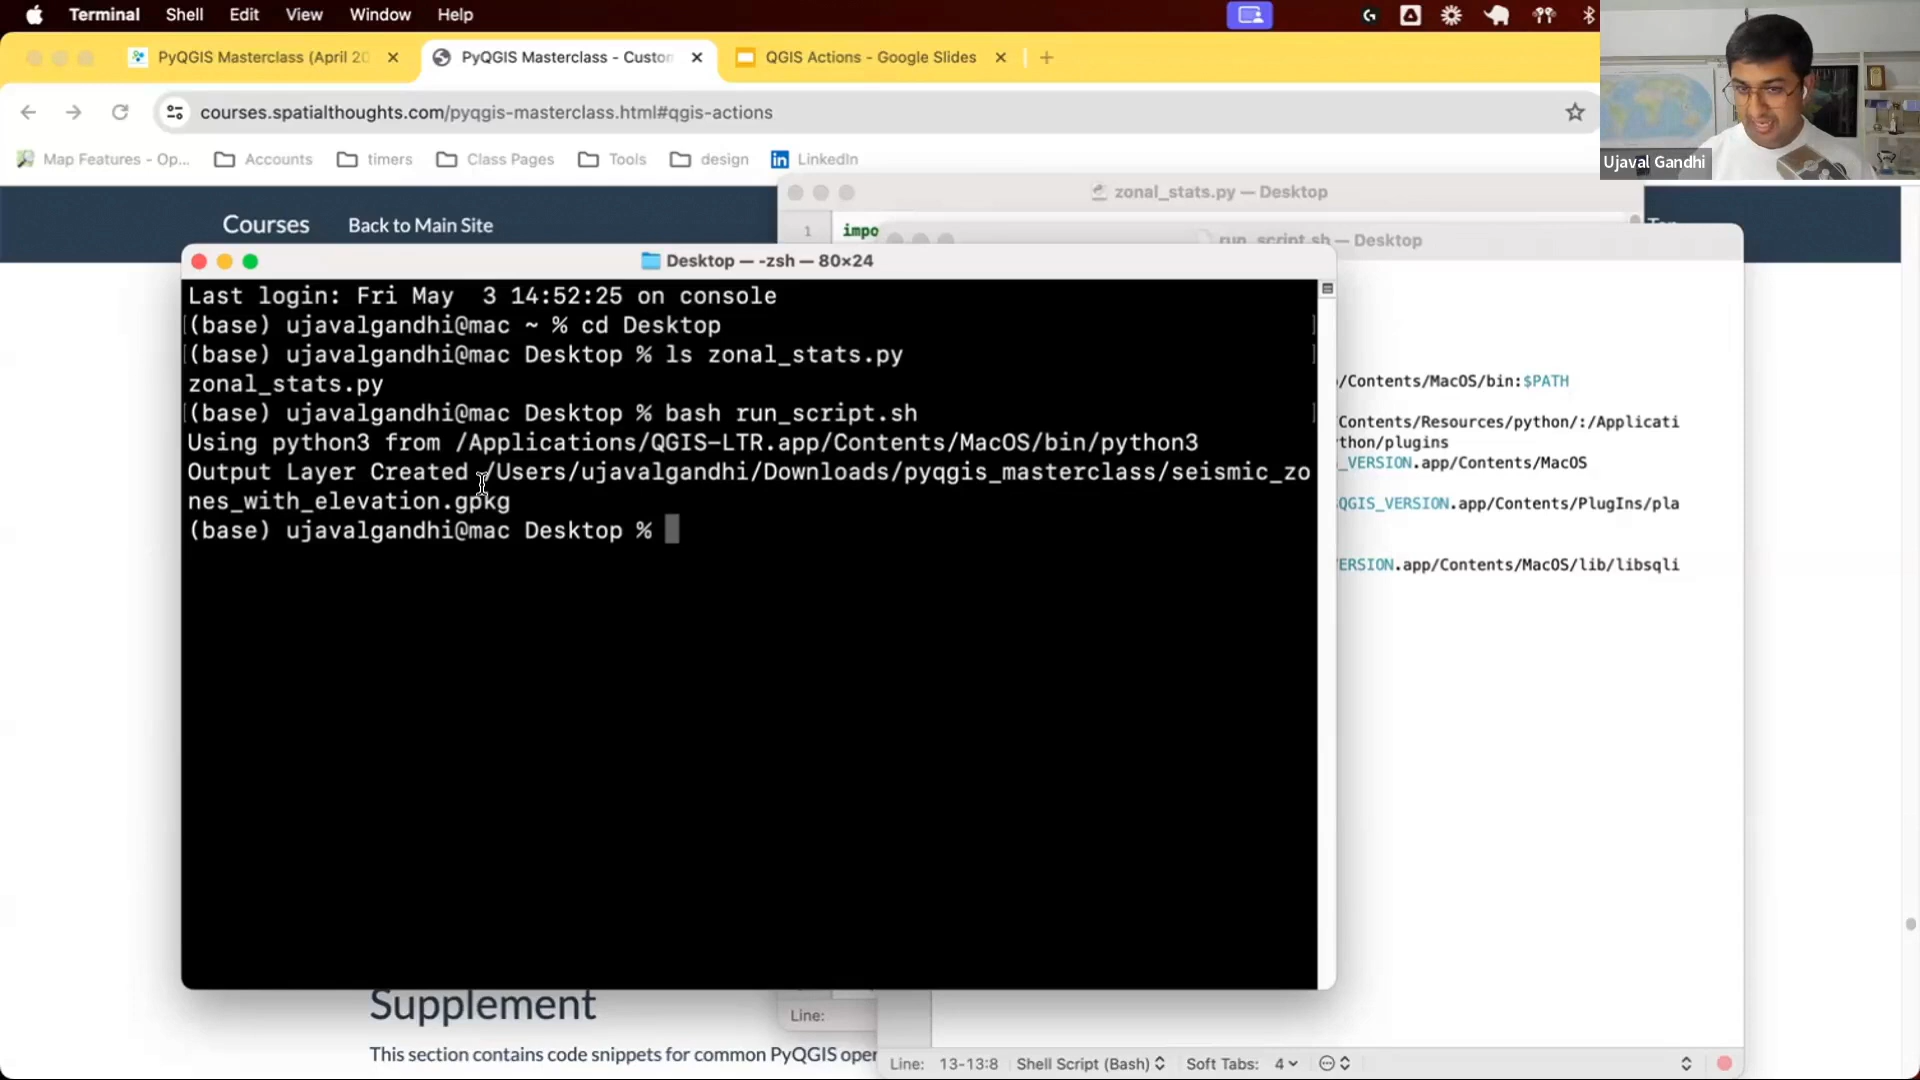 Terminal Shell Edit View Window Help
PyQGIS Masterclass (April 20
PyQGIS Masterclass - Custon
QGIS Actions - Google Slides
courses.spatialthoughts.com/pyqgis-masterclass.html#qgis-actions
Map Features - Op... Accounts timers Class Pages Tools design LinkedIn
Ujaval Gandhi
Courses Back to Main Site
zonal_stats.py — Desktop
1 impo
run_script.sh — Desktop
Desktop — -zsh — 80×24
Last login: Fri May  3 14:52:25 on console
(base) ujavalgandhi@mac ~ % cd Desktop
(base) ujavalgandhi@mac Desktop % ls zonal_stats.py
zonal_stats.py
(base) ujavalgandhi@mac Desktop % bash run_script.sh
Using python3 from /Applications/QGIS-LTR.app/Contents/MacOS/bin/python3
Output Layer Created /Users/ujavalgandhi/Downloads/pyqgis_masterclass/seismic_zo
nes_with_elevation.gpkg
(base) ujavalgandhi@mac Desktop %
/Contents/MacOS/bin:$PATH
Contents/Resources/python/:/Applicati
thon/plugins
_VERSION.app/Contents/MacOS
QGIS_VERSION.app/Contents/PlugIns/pla
ERSION.app/Contents/MacOS/lib/libsqli
Supplement
This section contains code snippets for common PyQGIS oper
Line:
Line: 13-13:8 Shell Script (Bash) Soft Tabs: 4